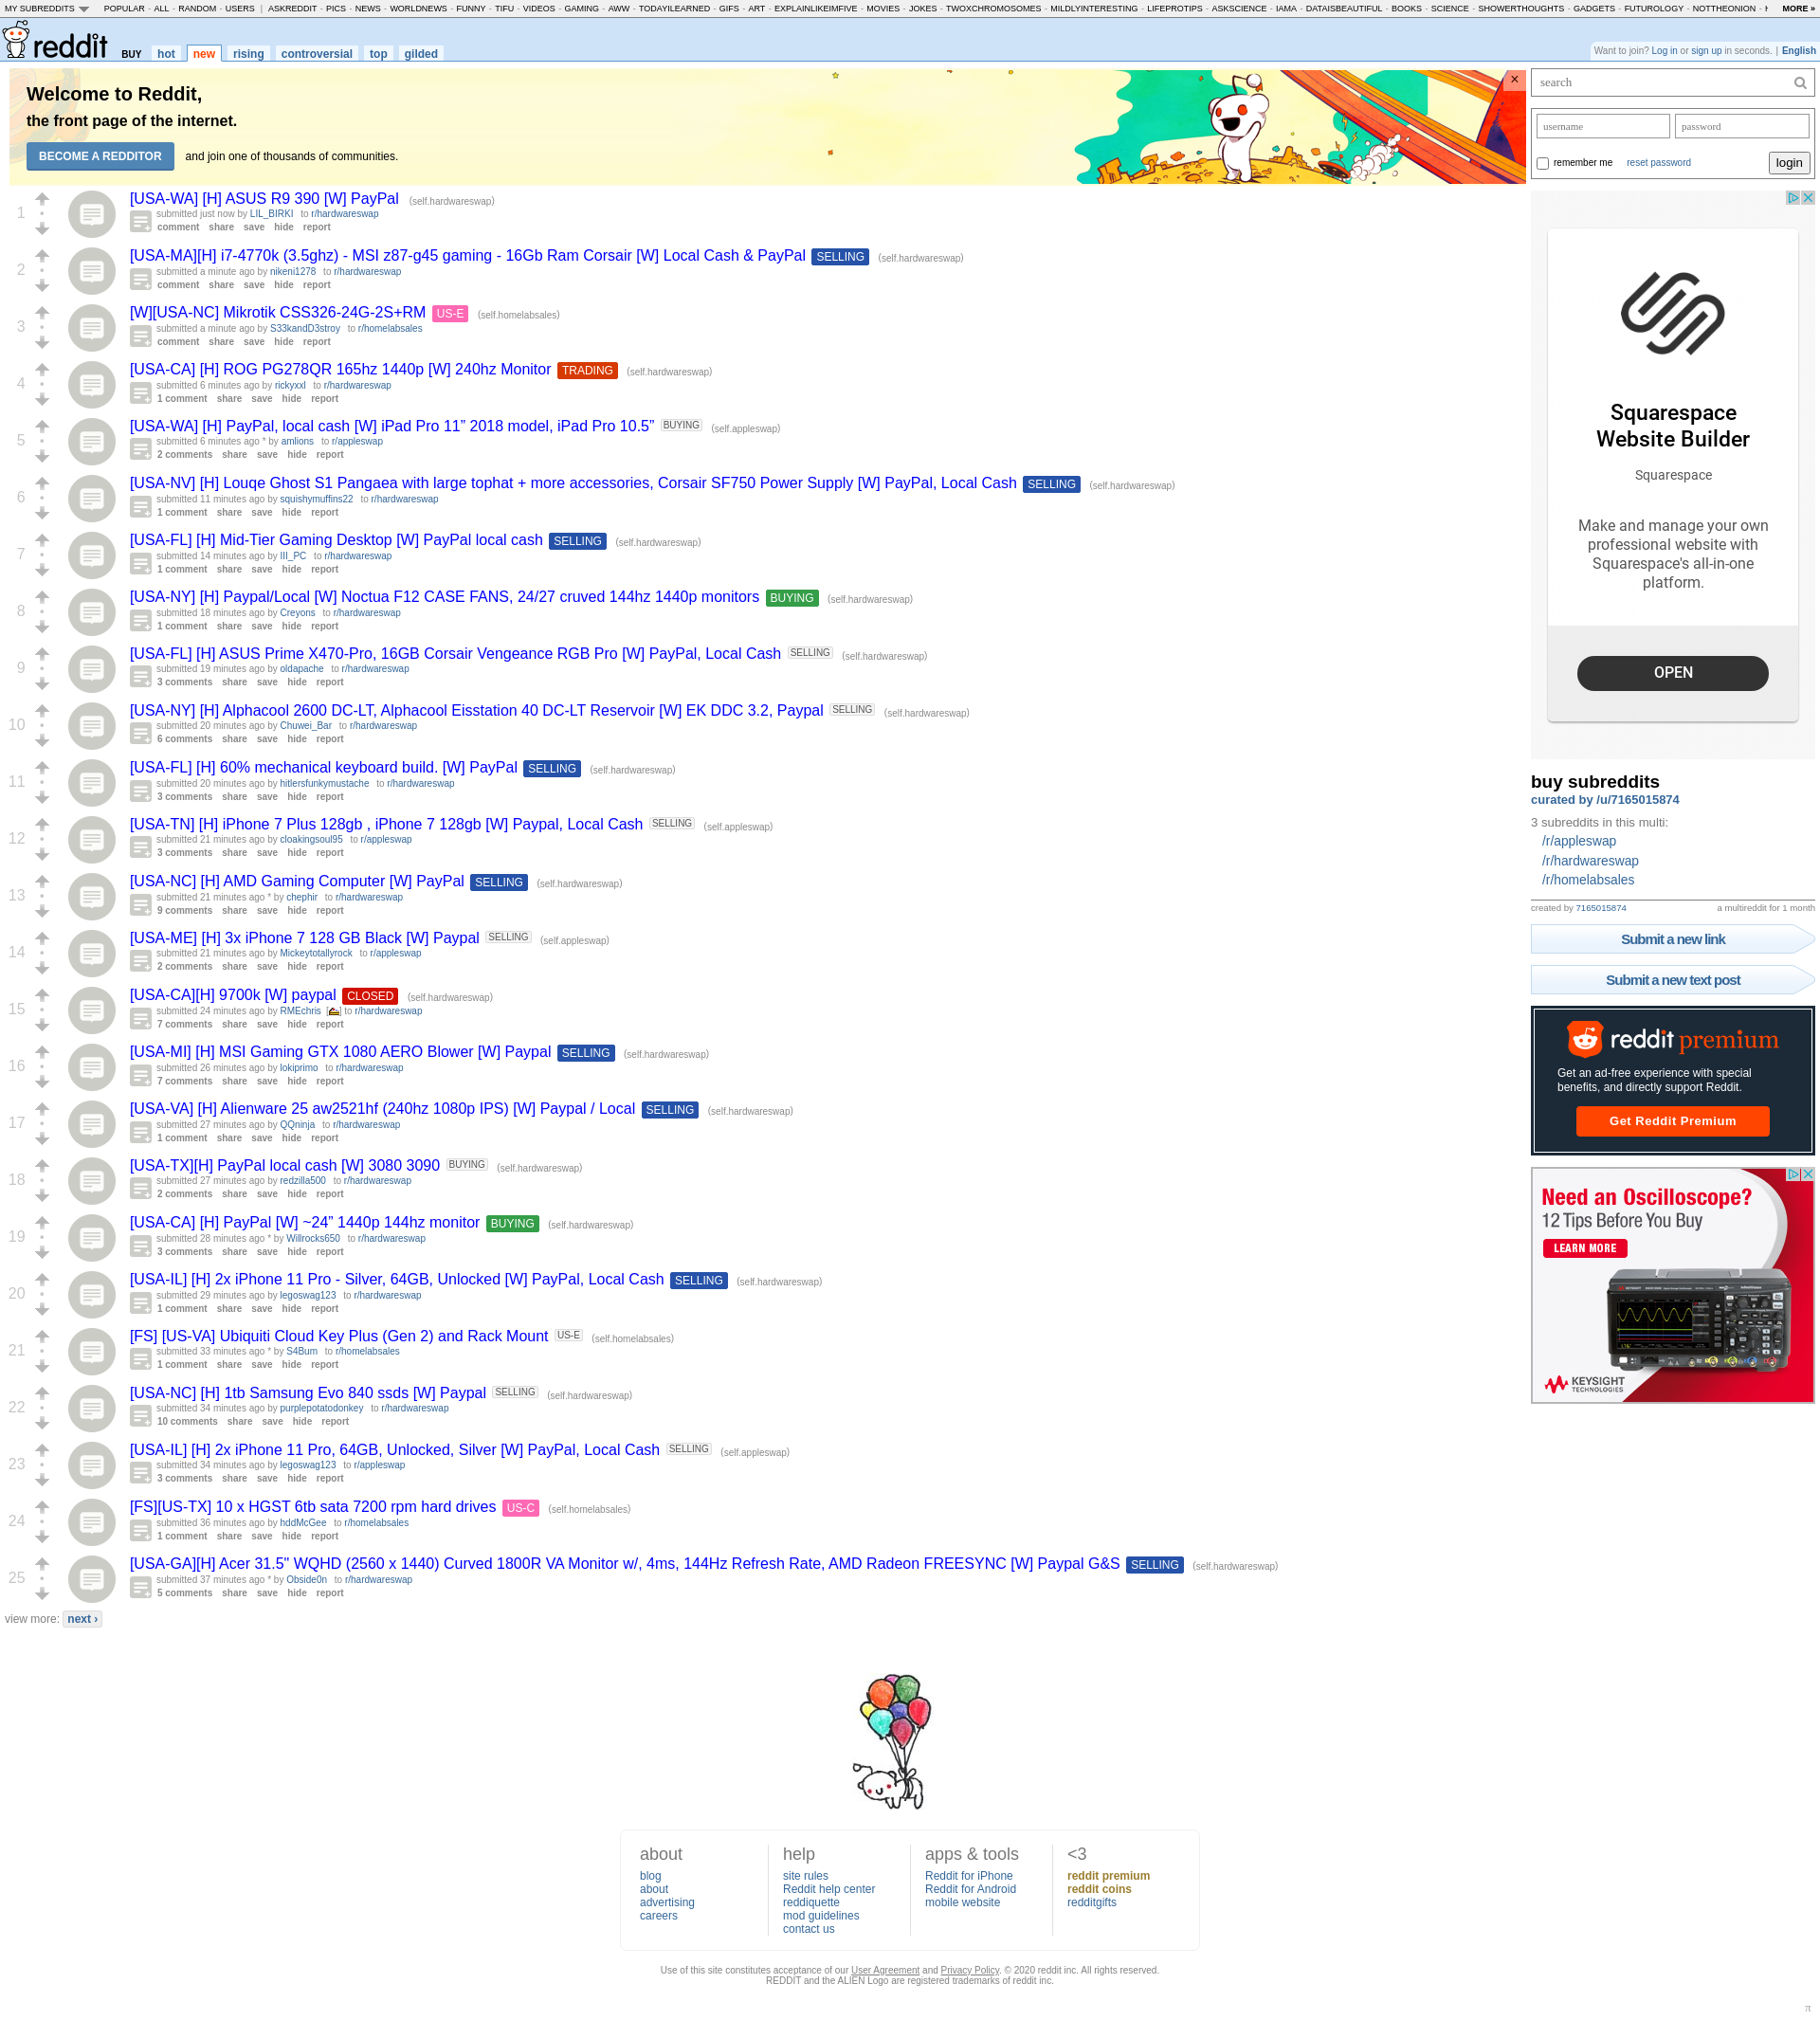 MY SUBREDDITS POPULAR - ALL - RANDOM - USERS | ASKREDDIT - PICS - NEWS - WORLDNEWS - FUNNY - TIFU - VIDEOS - GAMING - AWW - TODAYILEARNED - GIFS - ART - EXPLAINLIKEIMFIVE - MOVIES - JOKES - TWOXCHROMOSOMES - MILDLYINTERESTING - LIFEPROTIPS - ASKSCIENCE - IAMA - DATAISBEAUTIFUL - BOOKS - SCIENCE - SHOWERTHOUGHTS - GADGETS - FUTUROLOGY - NOTTHEONION - MORE »
reddit BUY hot new rising controversial top gilded
Want to join? Log in or sign up in seconds. | English
Welcome to Reddit,
the front page of the internet.
BECOME A REDDITOR and join one of thousands of communities.
×
1
[USA-WA] [H] ASUS R9 390 [W] PayPal (self.hardwareswap)
submitted just now by LIL_BIRKI to r/hardwareswap
comment share save hide report
2
[USA-MA][H] i7-4770k (3.5ghz) - MSI z87-g45 gaming - 16Gb Ram Corsair [W] Local Cash & PayPal SELLING (self.hardwareswap)
submitted a minute ago by nikeni1278 to r/hardwareswap
comment share save hide report
3
[W][USA-NC] Mikrotik CSS326-24G-2S+RM US-E (self.homelabsales)
submitted a minute ago by S33kandD3stroy to r/homelabsales
comment share save hide report
4
[USA-CA] [H] ROG PG278QR 165hz 1440p [W] 240hz Monitor TRADING (self.hardwareswap)
submitted 6 minutes ago by rickyxxl to r/hardwareswap
1 comment share save hide report
5
[USA-WA] [H] PayPal, local cash [W] iPad Pro 11” 2018 model, iPad Pro 10.5” BUYING (self.appleswap)
submitted 6 minutes ago * by amlions to r/appleswap
2 comments share save hide report
6
[USA-NV] [H] Louqe Ghost S1 Pangaea with large tophat + more accessories, Corsair SF750 Power Supply [W] PayPal, Local Cash SELLING (self.hardwareswap)
submitted 11 minutes ago by squishymuffins22 to r/hardwareswap
1 comment share save hide report
7
[USA-FL] [H] Mid-Tier Gaming Desktop [W] PayPal local cash SELLING (self.hardwareswap)
submitted 14 minutes ago by III_PC to r/hardwareswap
1 comment share save hide report
8
[USA-NY] [H] Paypal/Local [W] Noctua F12 CASE FANS, 24/27 cruved 144hz 1440p monitors BUYING (self.hardwareswap)
submitted 18 minutes ago by Creyons to r/hardwareswap
1 comment share save hide report
9
[USA-FL] [H] ASUS Prime X470-Pro, 16GB Corsair Vengeance RGB Pro [W] PayPal, Local Cash SELLING (self.hardwareswap)
submitted 19 minutes ago by oldapache to r/hardwareswap
3 comments share save hide report
10
[USA-NY] [H] Alphacool 2600 DC-LT, Alphacool Eisstation 40 DC-LT Reservoir [W] EK DDC 3.2, Paypal SELLING (self.hardwareswap)
submitted 20 minutes ago by Chuwei_Bar to r/hardwareswap
6 comments share save hide report
11
[USA-FL] [H] 60% mechanical keyboard build. [W] PayPal SELLING (self.hardwareswap)
submitted 20 minutes ago by hitlersfunkymustache to r/hardwareswap
3 comments share save hide report
12
[USA-TN] [H] iPhone 7 Plus 128gb , iPhone 7 128gb [W] Paypal, Local Cash SELLING (self.appleswap)
submitted 21 minutes ago by cloakingsoul95 to r/appleswap
3 comments share save hide report
13
[USA-NC] [H] AMD Gaming Computer [W] PayPal SELLING (self.hardwareswap)
submitted 21 minutes ago * by chephir to r/hardwareswap
9 comments share save hide report
14
[USA-ME] [H] 3x iPhone 7 128 GB Black [W] Paypal SELLING (self.appleswap)
submitted 21 minutes ago by Mickeytotallyrock to r/appleswap
2 comments share save hide report
15
[USA-CA][H] 9700k [W] paypal CLOSED (self.hardwareswap)
submitted 24 minutes ago by RMEchris [ ] to r/hardwareswap
7 comments share save hide report
16
[USA-MI] [H] MSI Gaming GTX 1080 AERO Blower [W] Paypal SELLING (self.hardwareswap)
submitted 26 minutes ago by lokiprimo to r/hardwareswap
7 comments share save hide report
17
[USA-VA] [H] Alienware 25 aw2521hf (240hz 1080p IPS) [W] Paypal / Local SELLING (self.hardwareswap)
submitted 27 minutes ago by QQninja to r/hardwareswap
1 comment share save hide report
18
[USA-TX][H] PayPal local cash [W] 3080 3090 BUYING (self.hardwareswap)
submitted 27 minutes ago by redzilla500 to r/hardwareswap
2 comments share save hide report
19
[USA-CA] [H] PayPal [W] ~24” 1440p 144hz monitor BUYING (self.hardwareswap)
submitted 28 minutes ago * by Willrocks650 to r/hardwareswap
3 comments share save hide report
20
[USA-IL] [H] 2x iPhone 11 Pro - Silver, 64GB, Unlocked [W] PayPal, Local Cash SELLING (self.hardwareswap)
submitted 29 minutes ago by legoswag123 to r/hardwareswap
1 comment share save hide report
21
[FS] [US-VA] Ubiquiti Cloud Key Plus (Gen 2) and Rack Mount US-E (self.homelabsales)
submitted 33 minutes ago * by S4Bum to r/homelabsales
1 comment share save hide report
22
[USA-NC] [H] 1tb Samsung Evo 840 ssds [W] Paypal SELLING (self.hardwareswap)
submitted 34 minutes ago by purplepotatodonkey to r/hardwareswap
10 comments share save hide report
23
[USA-IL] [H] 2x iPhone 11 Pro, 64GB, Unlocked, Silver [W] PayPal, Local Cash SELLING (self.appleswap)
submitted 34 minutes ago by legoswag123 to r/appleswap
3 comments share save hide report
24
[FS][US-TX] 10 x HGST 6tb sata 7200 rpm hard drives US-C (self.homelabsales)
submitted 36 minutes ago by hddMcGee to r/homelabsales
1 comment share save hide report
25
[USA-GA][H] Acer 31.5" WQHD (2560 x 1440) Curved 1800R VA Monitor w/, 4ms, 144Hz Refresh Rate, AMD Radeon FREESYNC [W] Paypal G&S SELLING (self.hardwareswap)
submitted 37 minutes ago * by Obside0n to r/hardwareswap
5 comments share save hide report
view more: next ›
search
username password
remember me reset password login
Squarespace
Website Builder
Squarespace
Make and manage your own
professional website with
Squarespace's all-in-one
platform.
OPEN
buy subreddits
curated by /u/7165015874
3 subreddits in this multi:
/r/appleswap
/r/hardwareswap
/r/homelabsales
created by 7165015874 a multireddit for 1 month
Submit a new link
Submit a new text post
reddit premium
Get an ad-free experience with special
benefits, and directly support Reddit.
Get Reddit Premium
Need an Oscilloscope?
12 Tips Before You Buy
LEARN MORE
KEYSIGHT
TECHNOLOGIES
about
blog
about
advertising
careers
help
site rules
Reddit help center
reddiquette
mod guidelines
contact us
apps & tools
Reddit for iPhone
Reddit for Android
mobile website
<3
reddit premium
reddit coins
redditgifts
Use of this site constitutes acceptance of our User Agreement and Privacy Policy. © 2020 reddit inc. All rights reserved.
REDDIT and the ALIEN Logo are registered trademarks of reddit inc.
π